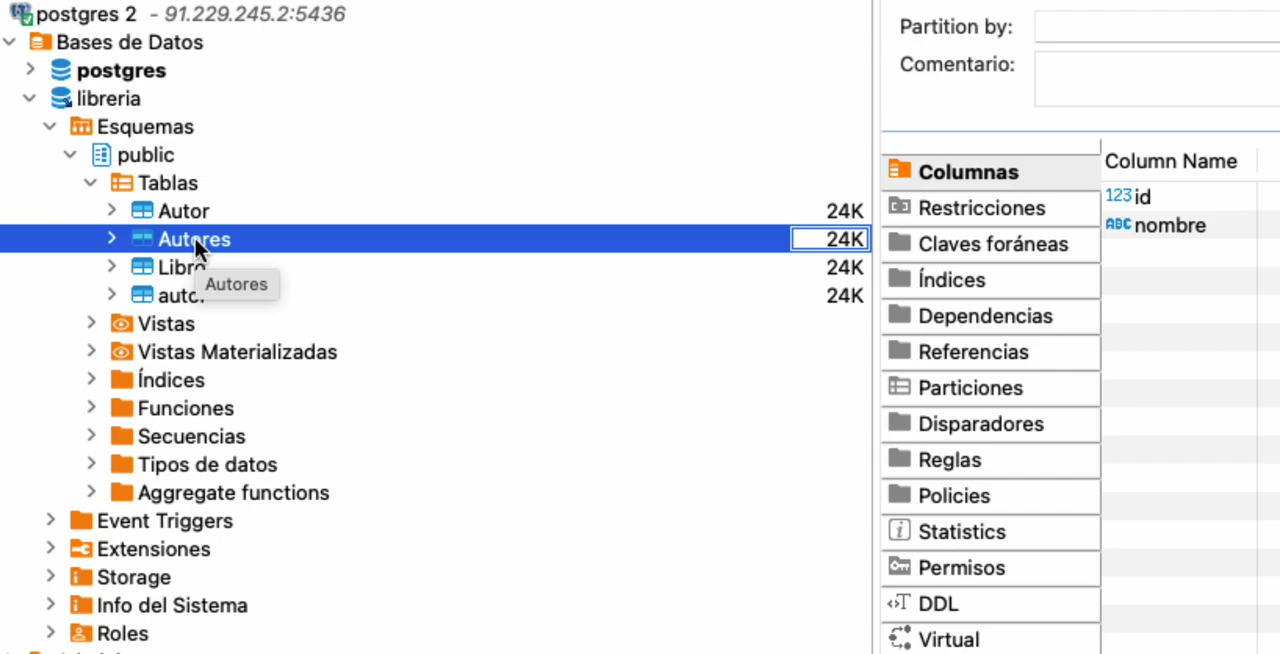 postgres 2 - 91.229.245.2:5436
Bases de Datos
postgres
libreria
Esquemas
public
Tablas
Autor 24K
Autores 24K
Libro 24K
Autores
24K
Vistas
Vistas Materializadas
Índices
Funciones
Secuencias
Tipos de datos
Aggregate functions
Event Triggers
Extensiones
Storage
Info del Sistema
Roles
Partition by:
Comentario:
Columnas
Restricciones
Claves foráneas
Índices
Dependencias
Referencias
Particiones
Disparadores
Reglas
Policies
Statistics
Permisos
DDL
Virtual
Column Name
123 id
ABC nombre